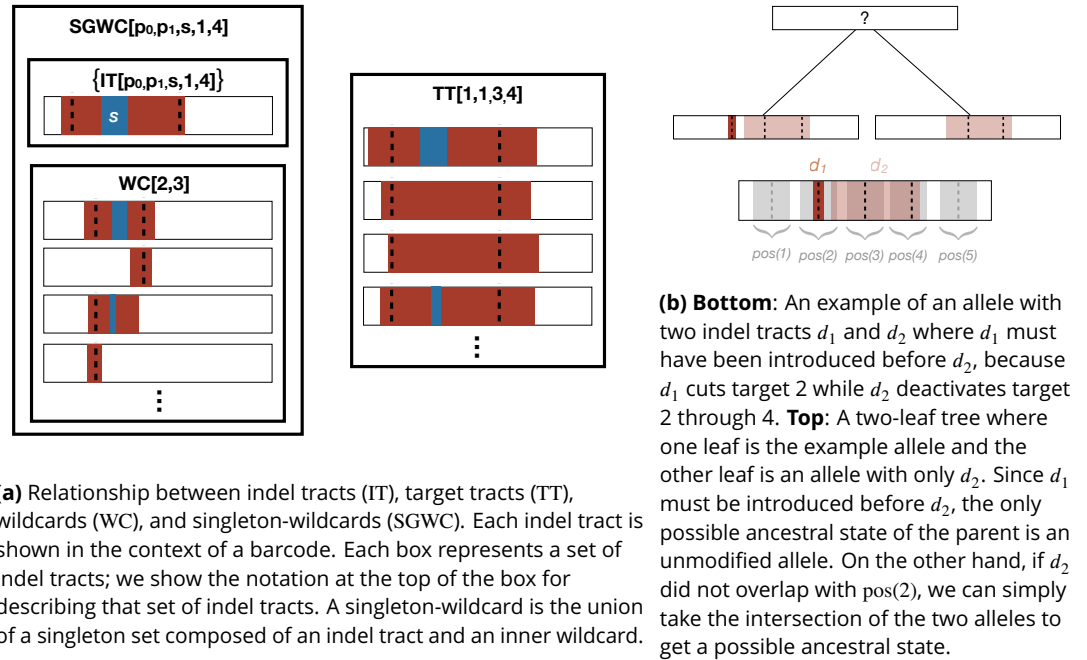 SGWC[p₀,p₁,s,1,4]
{IT[p₀,p₁,s,1,4]}
s
WC[2,3]
⋮
TT[1,1,3,4]
⋮
(a) Relationship between indel tracts (IT), target tracts (TT),
wildcards (WC), and singleton-wildcards (SGWC). Each indel tract is
shown in the context of a barcode. Each box represents a set of
indel tracts; we show the notation at the top of the box for
describing that set of indel tracts. A singleton-wildcard is the union
of a singleton set composed of an indel tract and an inner wildcard.
?
d₁ d₂
pos(1) pos(2) pos(3) pos(4) pos(5)
(b) Bottom: An example of an allele with
two indel tracts d₁ and d₂ where d₁ must
have been introduced before d₂, because
d₁ cuts target 2 while d₂ deactivates target
2 through 4. Top: A two-leaf tree where
one leaf is the example allele and the
other leaf is an allele with only d₂. Since d₁
must be introduced before d₂, the only
possible ancestral state of the parent is an
unmodified allele. On the other hand, if d₂
did not overlap with pos(2), we can simply
take the intersection of the two alleles to
get a possible ancestral state.